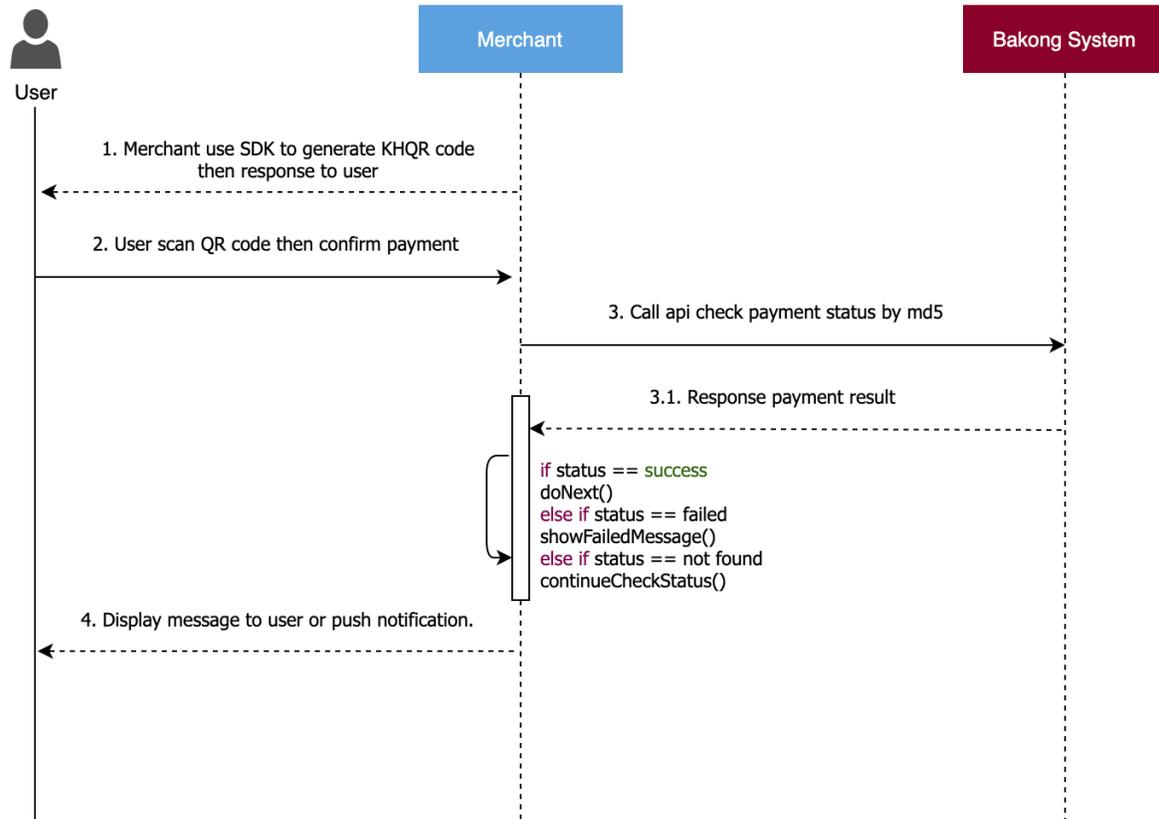 Merchant
Bakong System
User
1. Merchant use SDK to generate KHQR code
then response to user
2. User scan QR code then confirm payment
3. Call api check payment status by md5
3.1. Response payment result
if status == success
doNext()
else if status == failed
showFailedMessage()
else if status == not found
continueCheckStatus()
4. Display message to user or push notification.